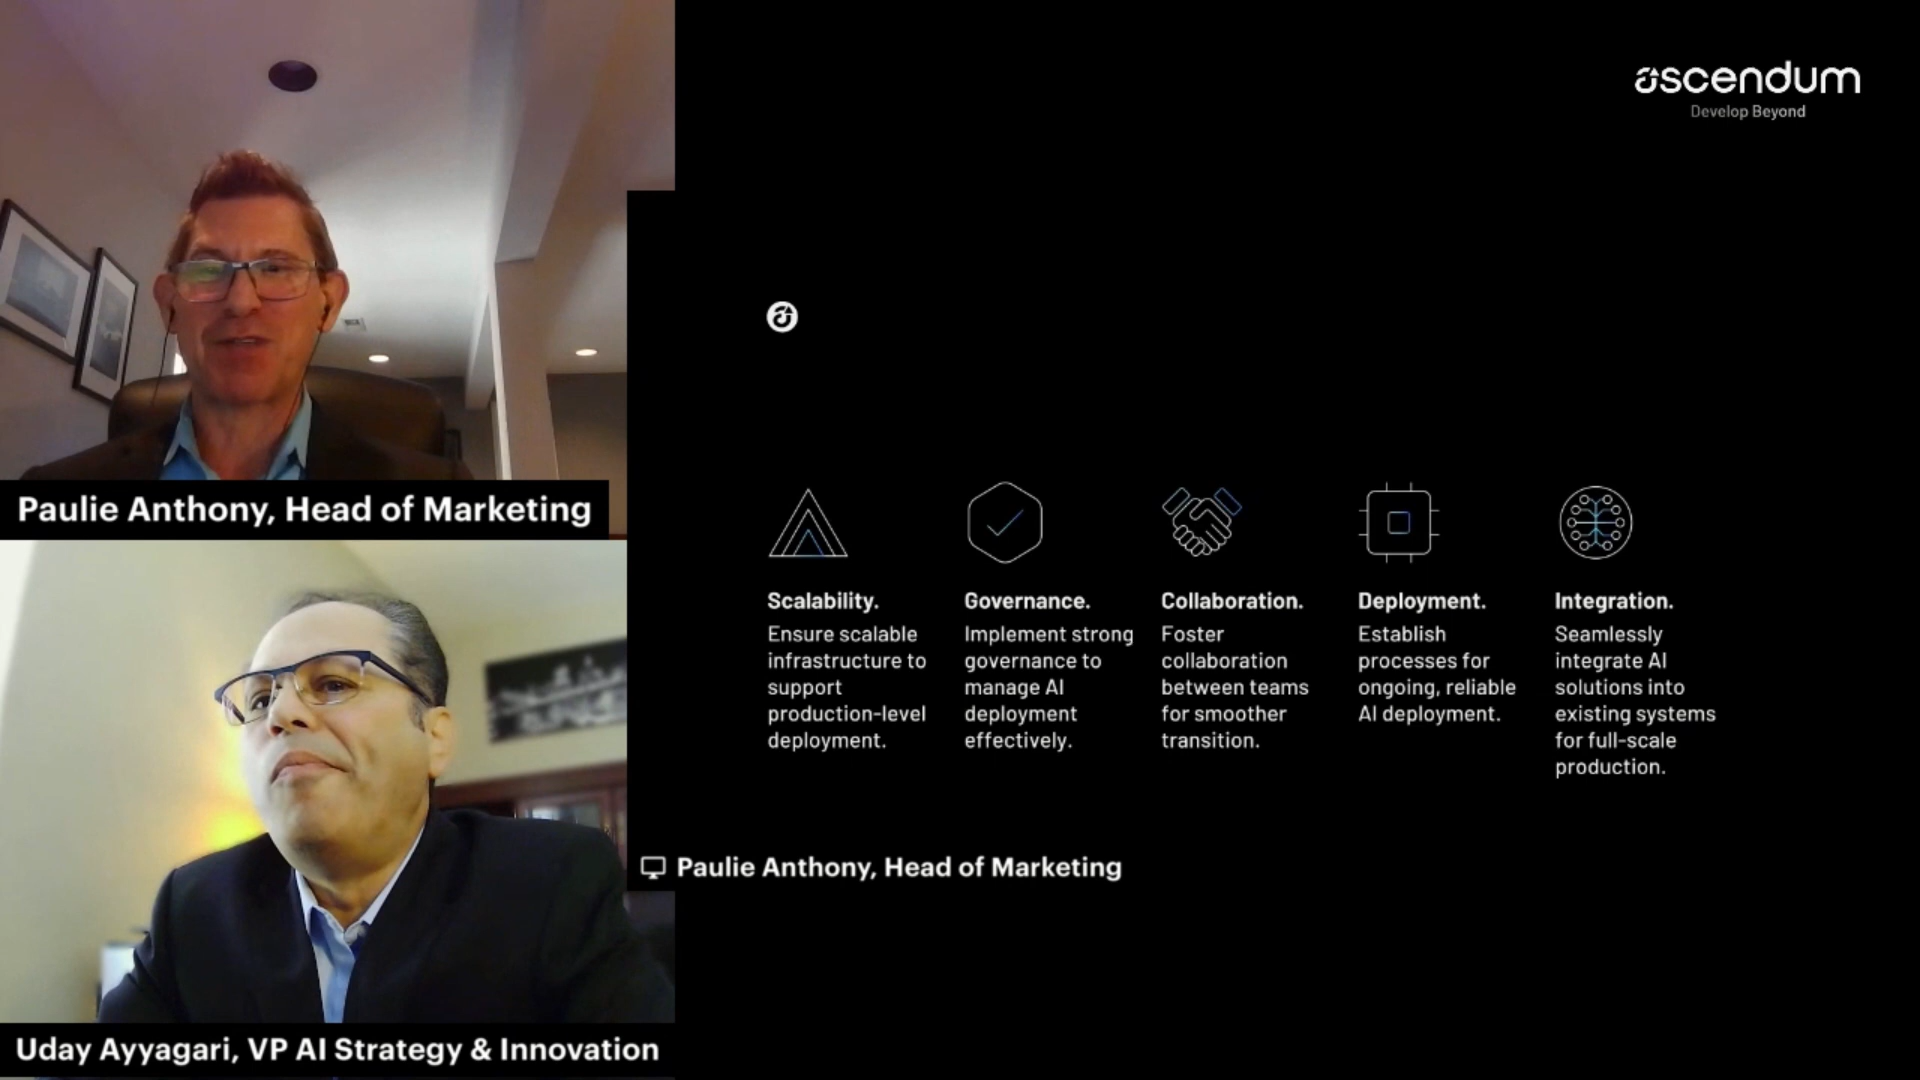 ascendum
Develop Beyond
Paulie Anthony, Head of Marketing
Scalability.
Ensure scalable
infrastructure to
support
production-level
deployment.
Governance.
Implement strong
governance to
manage AI
deployment
effectively.
Collaboration.
Foster
collaboration
between teams
for smoother
transition.
Deployment.
Establish
processes for
ongoing, reliable
AI deployment.
Integration.
Seamlessly
integrate AI
solutions into
existing systems
for full-scale
production.
Paulie Anthony, Head of Marketing
Uday Ayyagari, VP AI Strategy & Innovation